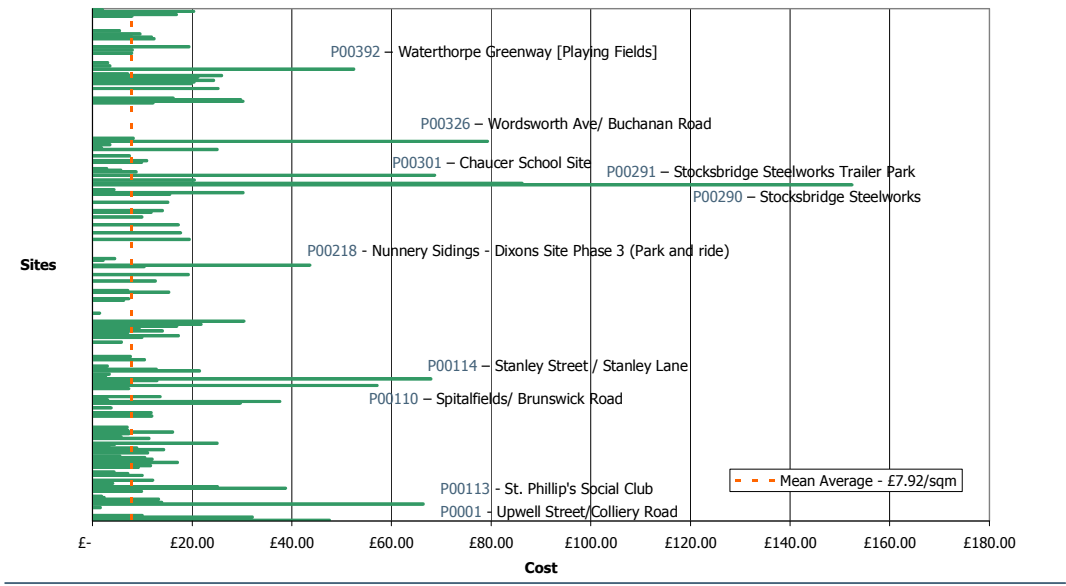 P00392 – Waterthorpe Greenway [Playing Fields]
P00326 – Wordsworth Ave/ Buchanan Road
P00301 – Chaucer School Site
P00291 – Stocksbridge Steelworks Trailer Park
P00290 – Stocksbridge Steelworks
P00218 - Nunnery Sidings - Dixons Site Phase 3 (Park and ride)
Sites
P00114 – Stanley Street / Stanley Lane
P00110 – Spitalfields/ Brunswick Road
P00113 - St. Phillip's Social Club
Mean Average - £7.92/sqm
P0001 - Upwell Street/Colliery Road
£- £20.00 £40.00 £60.00 £80.00 £100.00 £120.00 £140.00 £160.00 £180.00
Cost